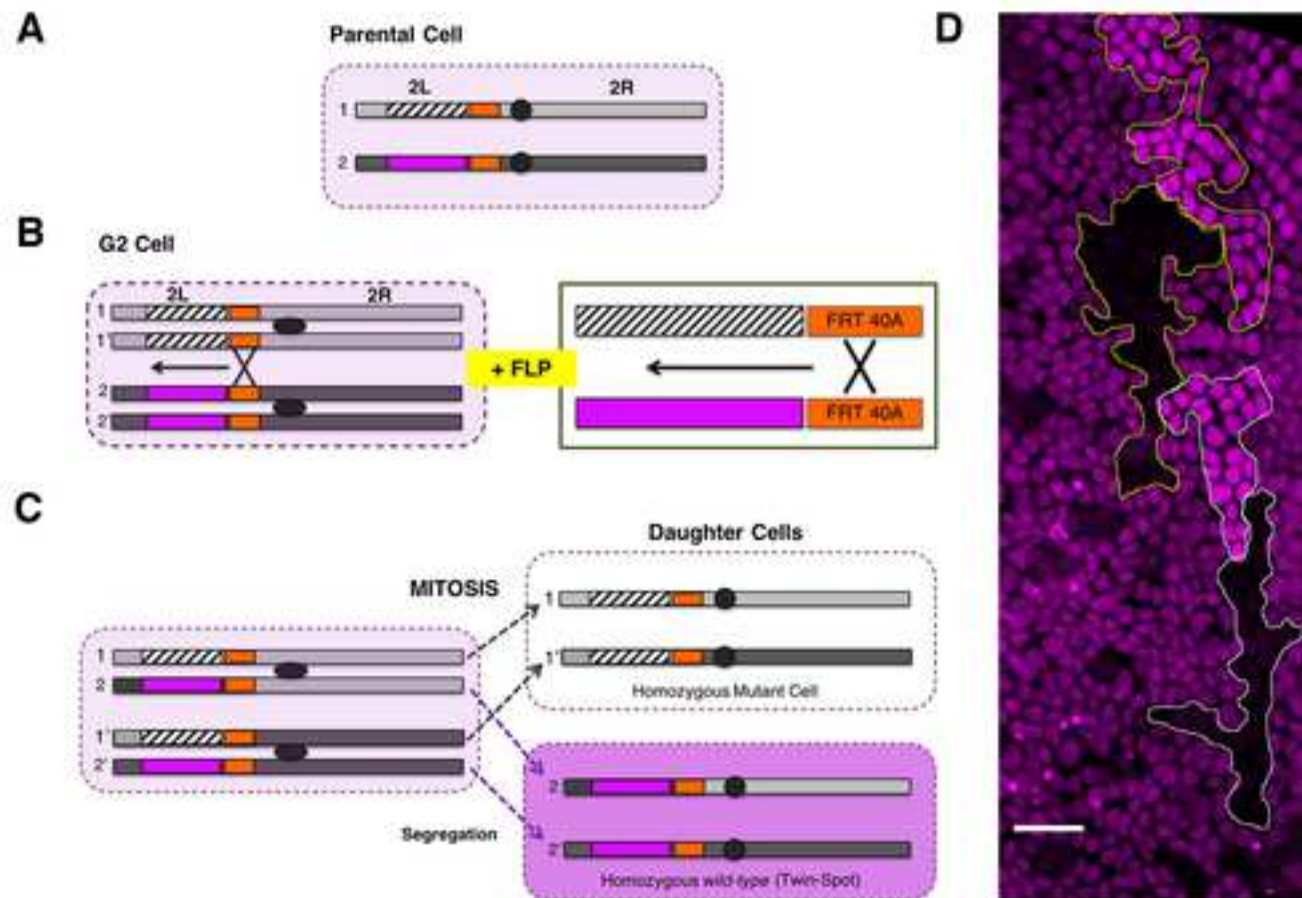 A
Parental Cell
2L 2R
1
2
B
G2 Cell
2L 2R
1
1
2
2
+ FLP
FRT 40A
FRT 40A
C
Daughter Cells
MITOSIS
1
2
1'
2'
1
1'
Homozygous Mutant Cell
2
2'
Segregation
Homozygous wild-type (Twin-Spot)
D